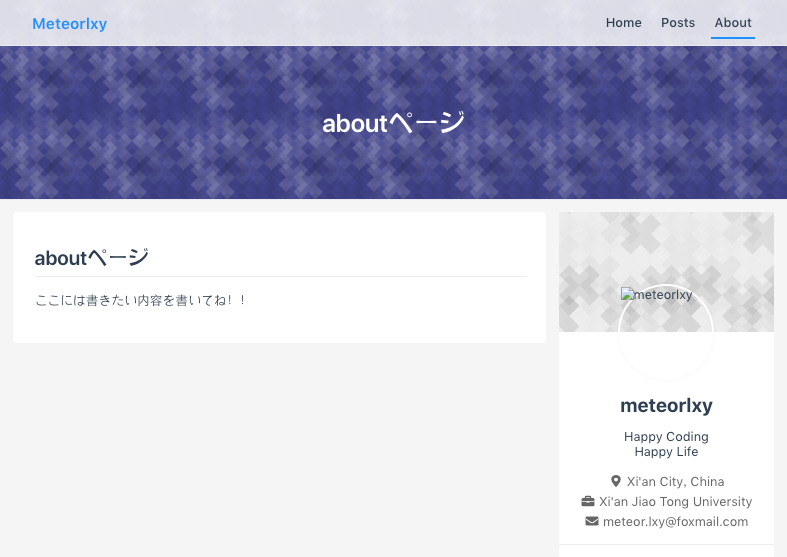 Meteorlxy
Home Posts About
aboutページ
aboutページ
ここには書きたい内容を書いてね！！
meteorlxy
meteorlxy
Happy Coding
Happy Life
Xi'an City, China
Xi'an Jiao Tong University
meteor.lxy@foxmail.com